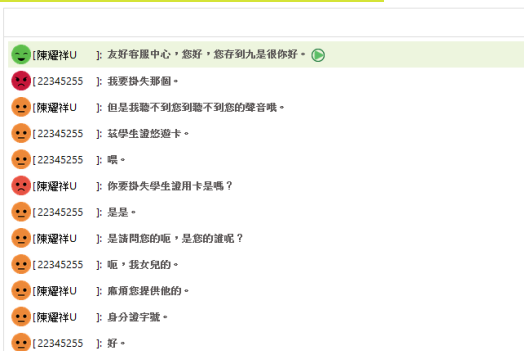 [陳耀祥U ]: 友好客服中心，您好，您存到九是很你好。
[22345255 ]: 我要掛失那個。
[陳耀祥U ]: 但是我聽不到您到聽不到您的聲音哦。
[22345255 ]: 茲學生證悠遊卡。
[22345255 ]: 喂。
[陳耀祥U ]: 你要掛失學生證用卡是嗎？
[22345255 ]: 是是。
[陳耀祥U ]: 是請問您的呃，是您的誰呢？
[22345255 ]: 呃，我女兒的。
[陳耀祥U ]: 麻煩您提供他的。
[陳耀祥U ]: 身分證字號。
[22345255 ]: 好。